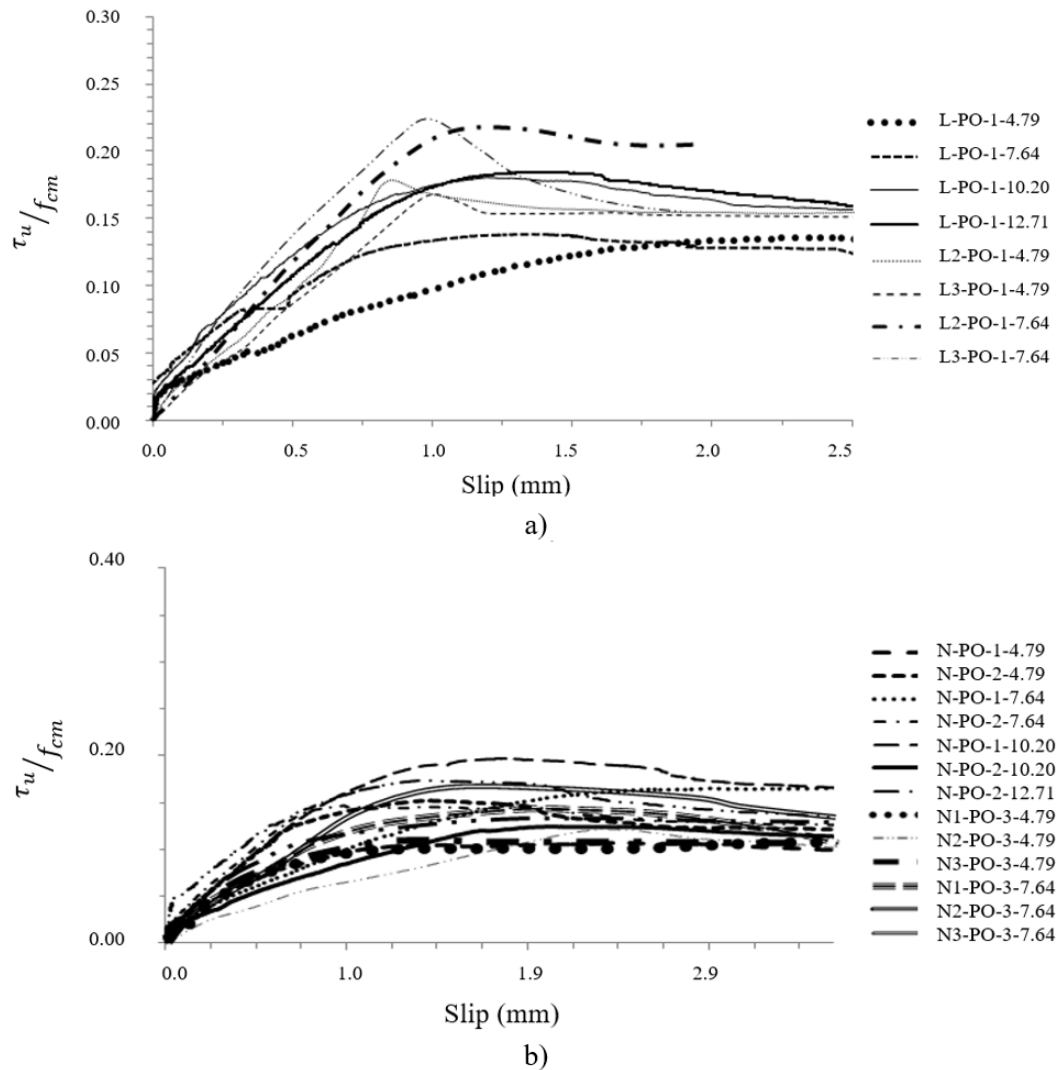 0.30
0.25
0.20
0.15
0.10
0.05
0.00
τu/fcm
0.0 0.5 1.0 1.5 2.0 2.5
Slip (mm)
L-PO-1-4.79
L-PO-1-7.64
L-PO-1-10.20
L-PO-1-12.71
L2-PO-1-4.79
L3-PO-1-4.79
L2-PO-1-7.64
L3-PO-1-7.64
a)
0.40
0.20
0.00
τu/fcm
0.0 1.0 1.9 2.9
Slip (mm)
N-PO-1-4.79
N-PO-2-4.79
N-PO-1-7.64
N-PO-2-7.64
N-PO-1-10.20
N-PO-2-10.20
N-PO-2-12.71
N1-PO-3-4.79
N2-PO-3-4.79
N3-PO-3-4.79
N1-PO-3-7.64
N2-PO-3-7.64
N3-PO-3-7.64
b)